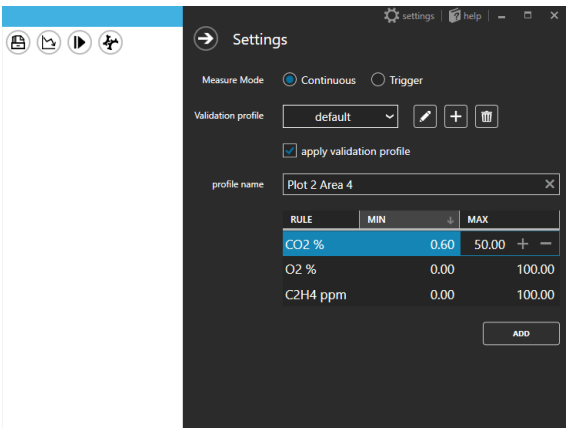 settings help
Settings
Measure Mode Continuous Trigger
Validation profile default
apply validation profile
profile name Plot 2 Area 4
RULE MIN MAX
CO2 % 0.60 50.00
O2 % 0.00 100.00
C2H4 ppm 0.00 100.00
ADD